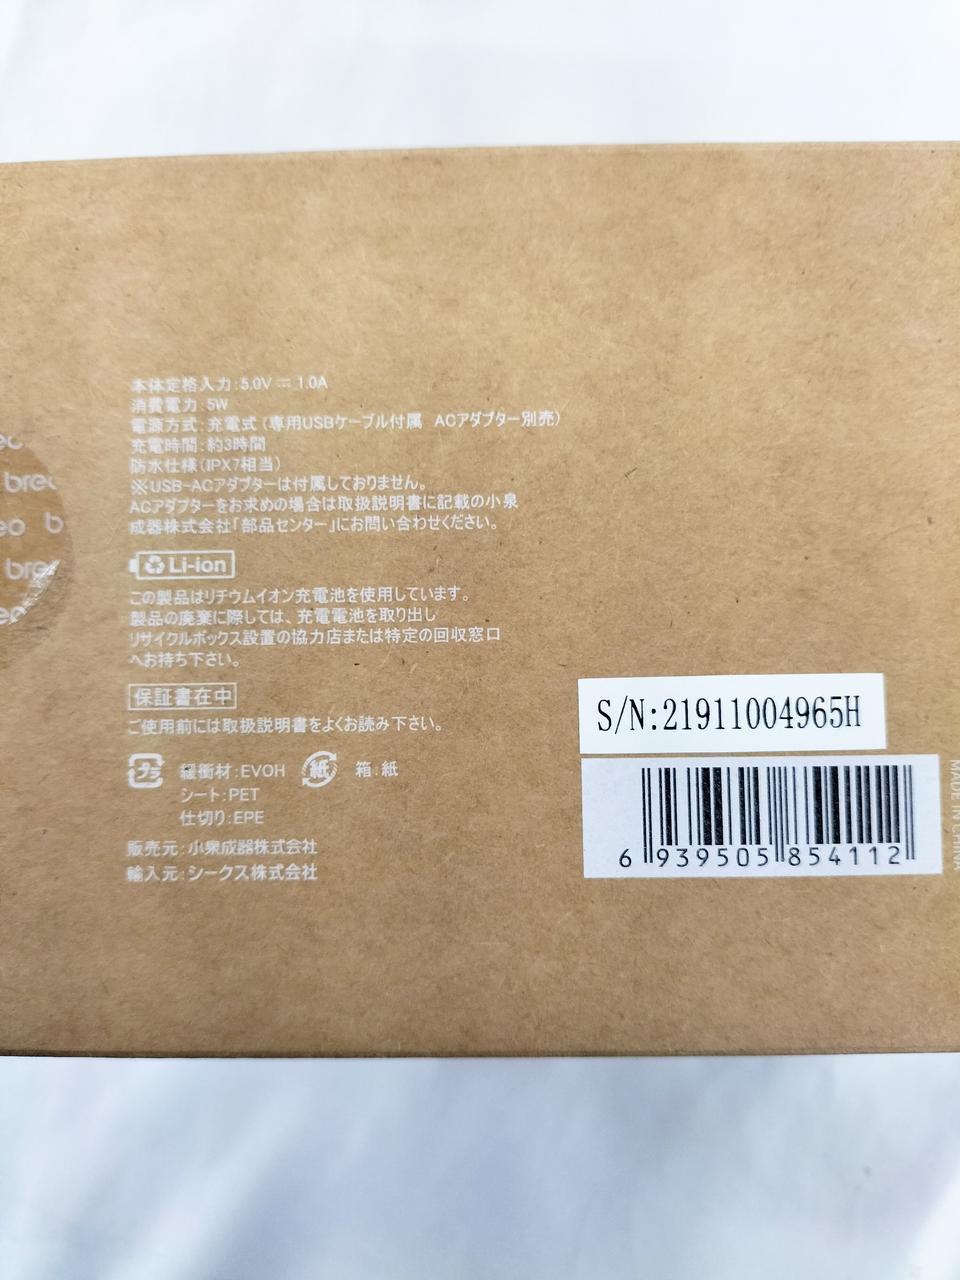 本体定格入力:5.0V ⎓ 1.0A
消費電力:5W
電源方式:充電式(専用USBケーブル付属 ACアダプター別売)
充電時間:約3時間
防水仕様(IPX7相当)
※USB-ACアダプターは付属しておりません。
ACアダプターをお求めの場合は取扱説明書に記載の小泉
成器株式会社「部品センター」にお問い合わせください。
Li-ion
この製品はリチウムイオン充電池を使用しています。
製品の廃棄に際しては、充電電池を取り出し
リサイクルボックス設置の協力店または特定の回収窓口
へお持ち下さい。
保証書在中
ご使用前には取扱説明書をよくお読み下さい。
プラ 緩衝材:EVOH 紙 箱:紙
シート:PET
仕切り:EPE
販売元:小泉成器株式会社
輸入元:シークス株式会社
S/N:21911004965H
6 939505 854112
MADE IN CHINA
eo
breo
eo b
breo
eo